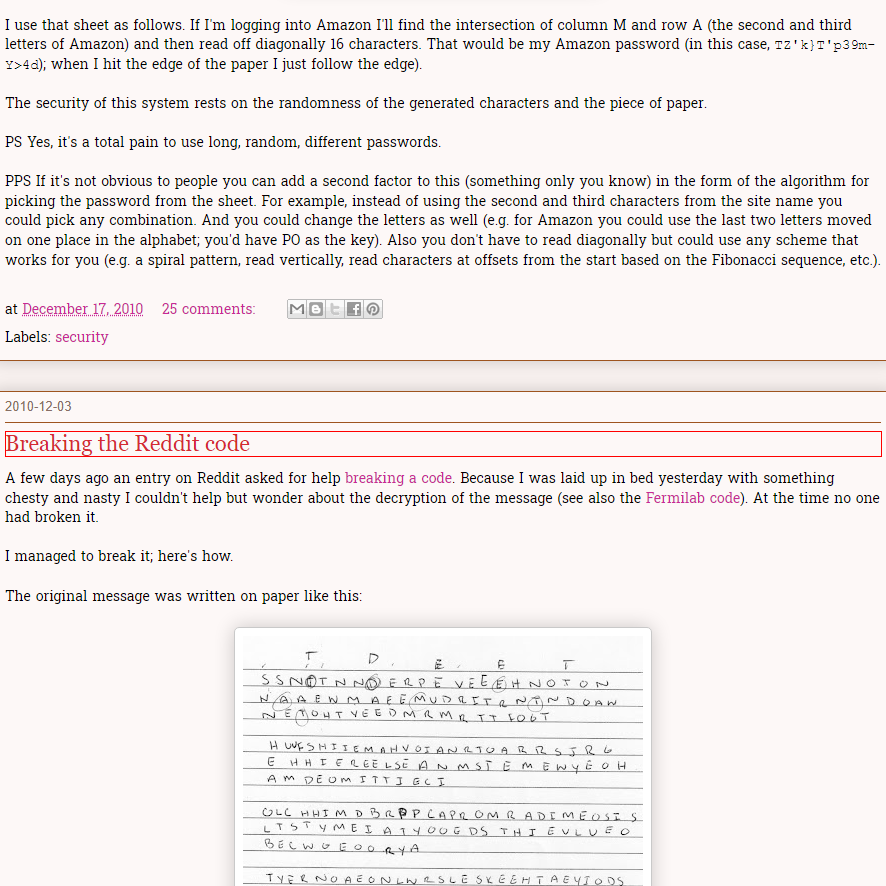 I use that sheet as follows. If I'm logging into Amazon I'll find the intersection of column M and row A (the second and third
letters of Amazon) and then read off diagonally 16 characters. That would be my Amazon password (in this case, TZ'k}T'p39m-
Y>4d); when I hit the edge of the paper I just follow the edge).
The security of this system rests on the randomness of the generated characters and the piece of paper.
PS Yes, it's a total pain to use long, random, different passwords.
PPS If it's not obvious to people you can add a second factor to this (something only you know) in the form of the algorithm for
picking the password from the sheet. For example, instead of using the second and third characters from the site name you
could pick any combination. And you could change the letters as well (e.g. for Amazon you could use the last two letters moved
on one place in the alphabet; you'd have PO as the key). Also you don't have to read diagonally but could use any scheme that
works for you (e.g. a spiral pattern, read vertically, read characters at offsets from the start based on the Fibonacci sequence, etc.).
at December 17, 2010 25 comments:
Labels: security
2010-12-03
Breaking the Reddit code
A few days ago an entry on Reddit asked for help breaking a code. Because I was laid up in bed yesterday with something
chesty and nasty I couldn't help but wonder about the decryption of the message (see also the Fermilab code). At the time no one
had broken it.
I managed to break it; here's how.
The original message was written on paper like this:
T D E E T
SSNOTNNDERPEVEEEHNOTON
NAAEWMAEEMUDRITRNTNDOAW
NETOHTVEEDMRMRTTFOOT
E HHIEREELSEANMSTEMEWYEOH
AMDEOMITTIECI
LTSTYMEIATYOOEDSTHIEVLVEO
BECWGEOORYA